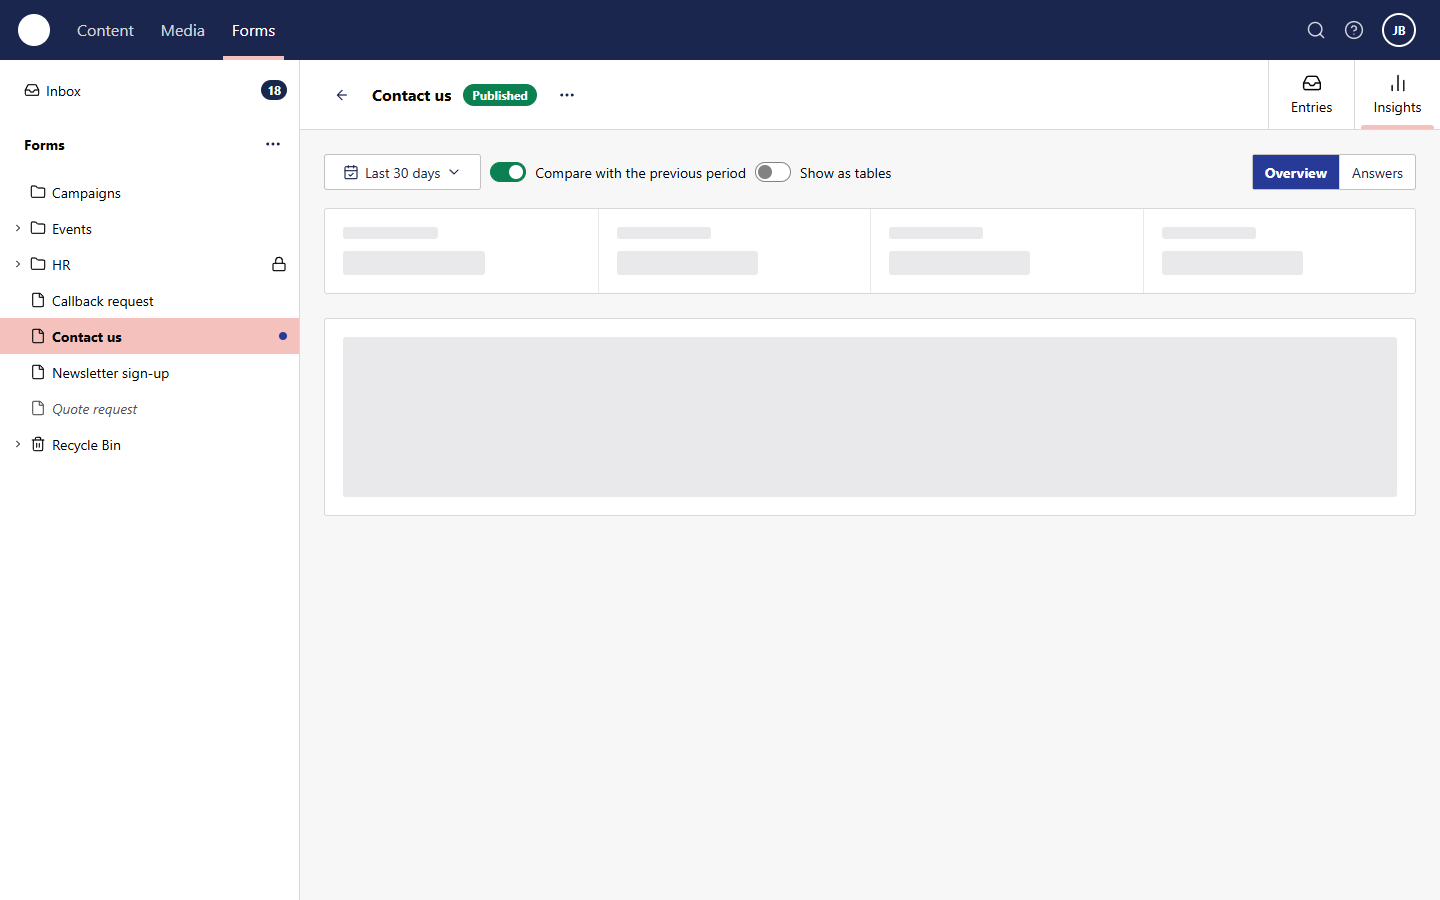 Content
Media
Forms
JB
Inbox
18
Forms
Campaigns
Events
HR
Callback request
Contact us
Newsletter sign-up
Quote request
Recycle Bin
Contact us
Published
Entries
Insights
Last 30 days
Compare with the previous period
Show as tables
Overview
Answers